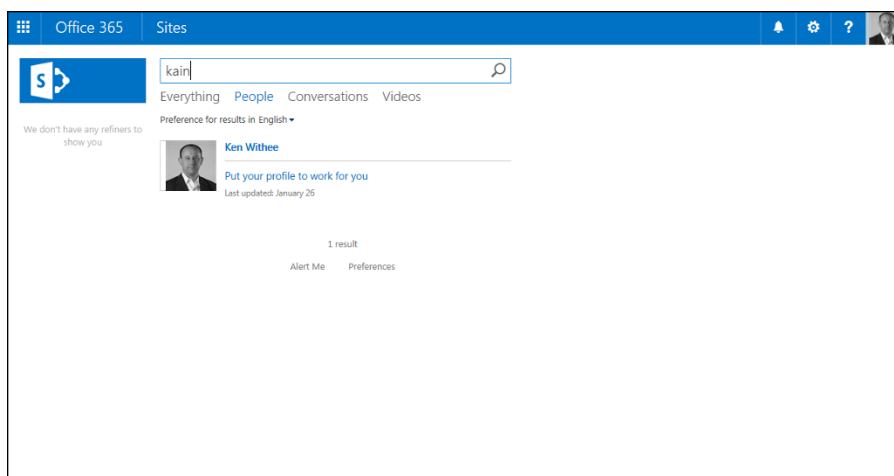 Office 365 Sites ?
S
kain
Everything People Conversations Videos
Preference for results in English
We don't have any refiners to
show you
Ken Withee
Put your profile to work for you
Last updated: January 26
1 result
Alert Me Preferences